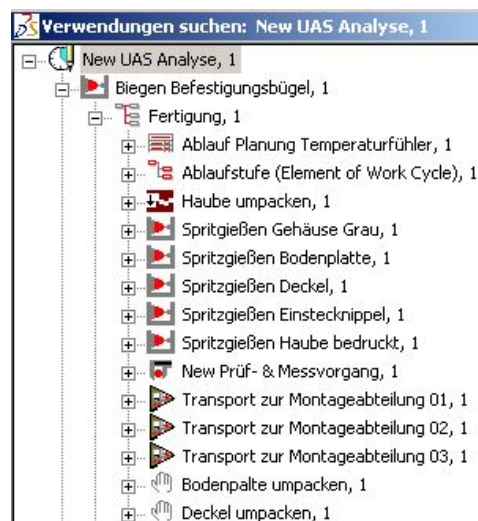 Verwendungen suchen: New UAS Analyse, 1
New UAS Analyse, 1
Biegen Befestigungsbügel, 1
Fertigung, 1
Ablauf Planung Temperaturfühler, 1
Ablaufstufe (Element of Work Cycle), 1
Haube umpacken, 1
Spritgießen Gehäuse Grau, 1
Spritzgießen Bodenplatte, 1
Spritzgießen Deckel, 1
Spritzgießen Einstecknippel, 1
Spritzgießen Haube bedruckt, 1
New Prüf- & Messvorgang, 1
Transport zur Montageabteilung 01, 1
Transport zur Montageabteilung 02, 1
Transport zur Montageabteilung 03, 1
Bodenpalte umpacken, 1
Deckel umpacken, 1